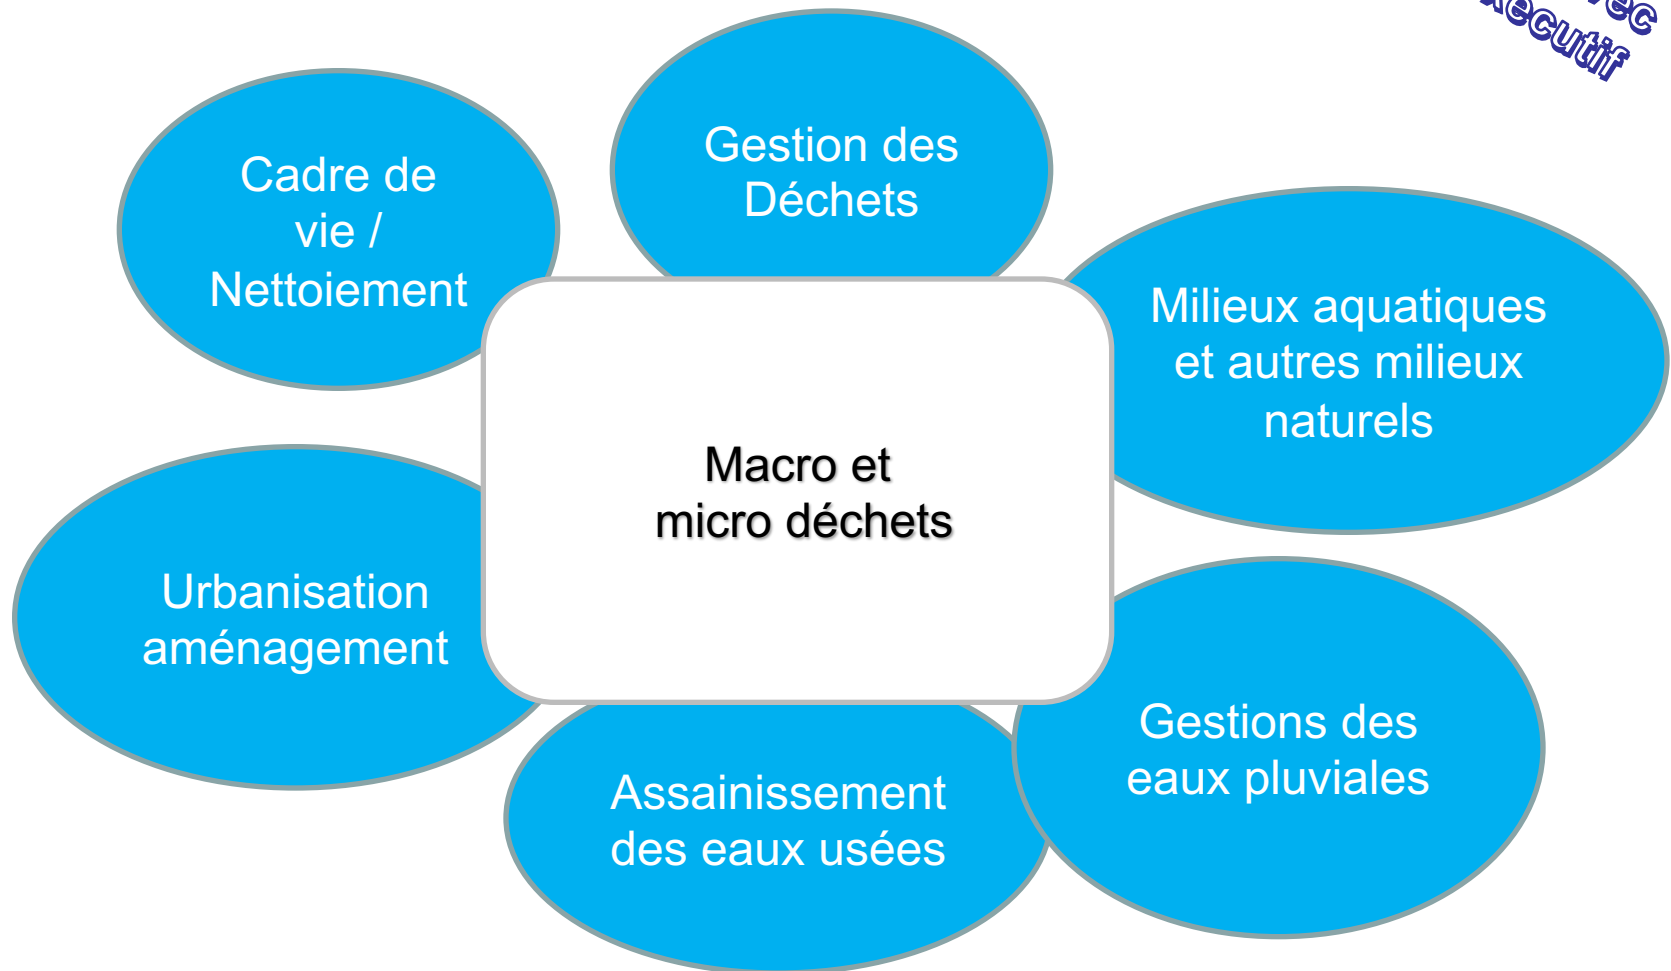 Gestion des
Déchets
Cadre de
vie /
Nettoiement
Milieux aquatiques
et autres milieux
naturels
Macro et
micro déchets
Urbanisation
aménagement
Gestions des
eaux pluviales
Assainissement
des eaux usées